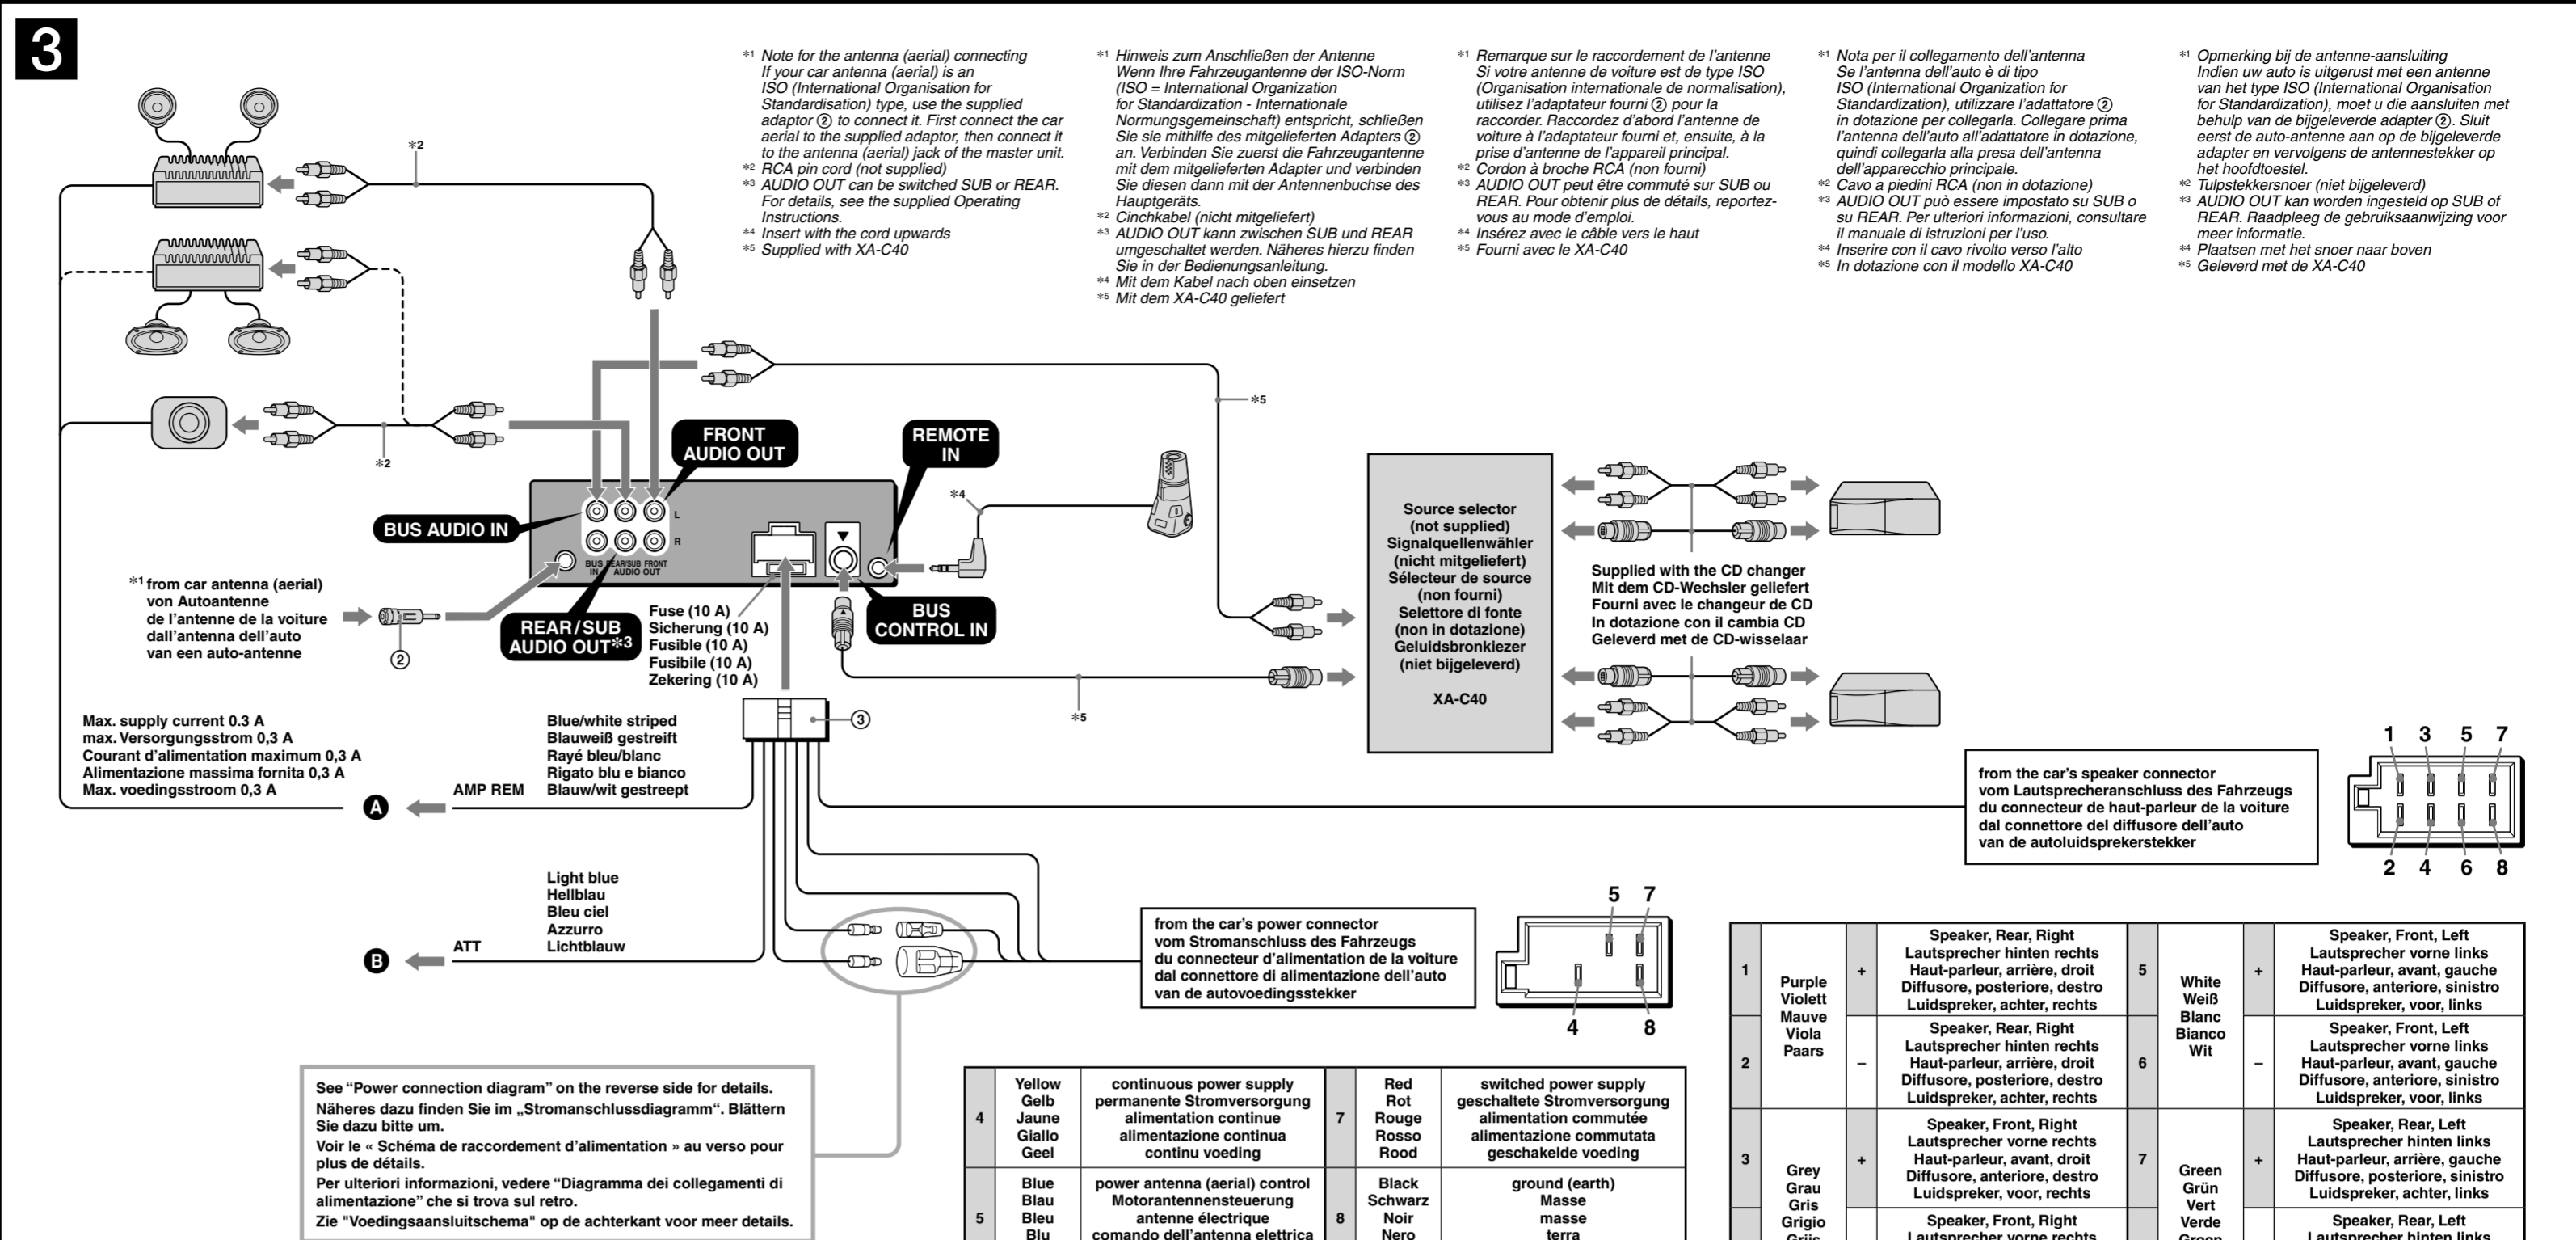 3
*1 Note for the antenna (aerial) connecting
If your car antenna (aerial) is an
ISO (International Organisation for
Standardisation) type, use the supplied
adaptor ② to connect it. First connect the car
aerial to the supplied adaptor, then connect it
to the antenna (aerial) jack of the master unit.
*2 RCA pin cord (not supplied)
*3 AUDIO OUT can be switched SUB or REAR.
For details, see the supplied Operating
Instructions.
*4 Insert with the cord upwards
*5 Supplied with XA-C40
*1 Hinweis zum Anschließen der Antenne
Wenn Ihre Fahrzeugantenne der ISO-Norm
(ISO = International Organization
for Standardization - Internationale
Normungsgemeinschaft) entspricht, schließen
Sie sie mithilfe des mitgelieferten Adapters ②
an. Verbinden Sie zuerst die Fahrzeugantenne
mit dem mitgelieferten Adapter und verbinden
Sie diesen dann mit der Antennenbuchse des
Hauptgeräts.
*2 Cinchkabel (nicht mitgeliefert)
*3 AUDIO OUT kann zwischen SUB und REAR
umgeschaltet werden. Näheres hierzu finden
Sie in der Bedienungsanleitung.
*4 Mit dem Kabel nach oben einsetzen
*5 Mit dem XA-C40 geliefert
*1 Remarque sur le raccordement de l'antenne
Si votre antenne de voiture est de type ISO
(Organisation internationale de normalisation),
utilisez l'adaptateur fourni ② pour la
raccorder. Raccordez d'abord l'antenne de
voiture à l'adaptateur fourni et, ensuite, à la
prise d'antenne de l'appareil principal.
*2 Cordon à broche RCA (non fourni)
*3 AUDIO OUT peut être commuté sur SUB ou
REAR. Pour obtenir plus de détails, reportez-
vous au mode d'emploi.
*4 Insérez avec le câble vers le haut
*5 Fourni avec le XA-C40
*1 Nota per il collegamento dell'antenna
Se l'antenna dell'auto è di tipo
ISO (International Organization for
Standardization), utilizzare l'adattatore ②
in dotazione per collegarla. Collegare prima
l'antenna dell'auto all'adattatore in dotazione,
quindi collegarla alla presa dell'antenna
dell'apparecchio principale.
*2 Cavo a piedini RCA (non in dotazione)
*3 AUDIO OUT può essere impostato su SUB o
su REAR. Per ulteriori informazioni, consultare
il manuale di istruzioni per l'uso.
*4 Inserire con il cavo rivolto verso l'alto
*5 In dotazione con il modello XA-C40
*1 Opmerking bij de antenne-aansluiting
Indien uw auto is uitgerust met een antenne
van het type ISO (International Organisation
for Standardization), moet u die aansluiten met
behulp van de bijgeleverde adapter ②. Sluit
eerst de auto-antenne aan op de bijgeleverde
adapter en vervolgens de antennestekker op
het hoofdtoestel.
*2 Tulpstekkersnoer (niet bijgeleverd)
*3 AUDIO OUT kan worden ingesteld op SUB of
REAR. Raadpleeg de gebruiksaanwijzing voor
meer informatie.
*4 Plaatsen met het snoer naar boven
*5 Geleverd met de XA-C40
*2
*5
*2
FRONT
AUDIO OUT
REMOTE
IN
*4
BUS AUDIO IN
L
R
BUS REAR/SUB FRONT
IN AUDIO OUT
*1 from car antenna (aerial)
von Autoantenne
de l'antenne de la voiture
dall'antenna dell'auto
van een auto-antenne
②
REAR/SUB
AUDIO OUT*3
Fuse (10 A)
Sicherung (10 A)
Fusible (10 A)
Fusibile (10 A)
Zekering (10 A)
BUS
CONTROL IN
*5
Source selector
(not supplied)
Signalquellenwähler
(nicht mitgeliefert)
Sélecteur de source
(non fourni)
Selettore di fonte
(non in dotazione)
Geluidsbronkiezer
(niet bijgeleverd)
XA-C40
Supplied with the CD changer
Mit dem CD-Wechsler geliefert
Fourni avec le changeur de CD
In dotazione con il cambia CD
Geleverd met de CD-wisselaar
③
Max. supply current 0.3 A
max. Versorgungsstrom 0,3 A
Courant d'alimentation maximum 0,3 A
Alimentazione massima fornita 0,3 A
Max. voedingsstroom 0,3 A
A
AMP REM
Blue/white striped
Blauweiß gestreift
Rayé bleu/blanc
Rigato blu e bianco
Blauw/wit gestreept
from the car's speaker connector
vom Lautsprecheranschluss des Fahrzeugs
du connecteur de haut-parleur de la voiture
dal connettore del diffusore dell'auto
van de autoluidsprekerstekker
1 3 5 7
2 4 6 8
B
ATT
Light blue
Hellblau
Bleu ciel
Azzurro
Lichtblauw
from the car's power connector
vom Stromanschluss des Fahrzeugs
du connecteur d'alimentation de la voiture
dal connettore di alimentazione dell'auto
van de autovoedingsstekker
5 7
4 8
See “Power connection diagram” on the reverse side for details.
Näheres dazu finden Sie im „Stromanschlussdiagramm“. Blättern
Sie dazu bitte um.
Voir le « Schéma de raccordement d'alimentation » au verso pour
plus de détails.
Per ulteriori informazioni, vedere “Diagramma dei collegamenti di
alimentazione” che si trova sul retro.
Zie "Voedingsaansluitschema" op de achterkant voor meer details.
4
Yellow
Gelb
Jaune
Giallo
Geel
continuous power supply
permanente Stromversorgung
alimentation continue
alimentazione continua
continu voeding
7
Red
Rot
Rouge
Rosso
Rood
switched power supply
geschaltete Stromversorgung
alimentation commutée
alimentazione commutata
geschakelde voeding
5
Blue
Blau
Bleu
Blu
power antenna (aerial) control
Motorantennensteuerung
antenne électrique
comando dell'antenna elettrica
8
Black
Schwarz
Noir
Nero
ground (earth)
Masse
masse
terra
1
Purple
Violett
Mauve
Viola
Paars
+
Speaker, Rear, Right
Lautsprecher hinten rechts
Haut-parleur, arrière, droit
Diffusore, posteriore, destro
Luidspreker, achter, rechts
5
White
Weiß
Blanc
Bianco
Wit
+
Speaker, Front, Left
Lautsprecher vorne links
Haut-parleur, avant, gauche
Diffusore, anteriore, sinistro
Luidspreker, voor, links
2
–
Speaker, Rear, Right
Lautsprecher hinten rechts
Haut-parleur, arrière, droit
Diffusore, posteriore, destro
Luidspreker, achter, rechts
6
–
Speaker, Front, Left
Lautsprecher vorne links
Haut-parleur, avant, gauche
Diffusore, anteriore, sinistro
Luidspreker, voor, links
3
Grey
Grau
Gris
Grigio
+
Speaker, Front, Right
Lautsprecher vorne rechts
Haut-parleur, avant, droit
Diffusore, anteriore, destro
Luidspreker, voor, rechts
7
Green
Grün
Vert
Verde
+
Speaker, Rear, Left
Lautsprecher hinten links
Haut-parleur, arrière, gauche
Diffusore, posteriore, sinistro
Luidspreker, achter, links
Speaker, Front, Right
Lautsprecher vorne rechts
Speaker, Rear, Left
Lautsprecher hinten links